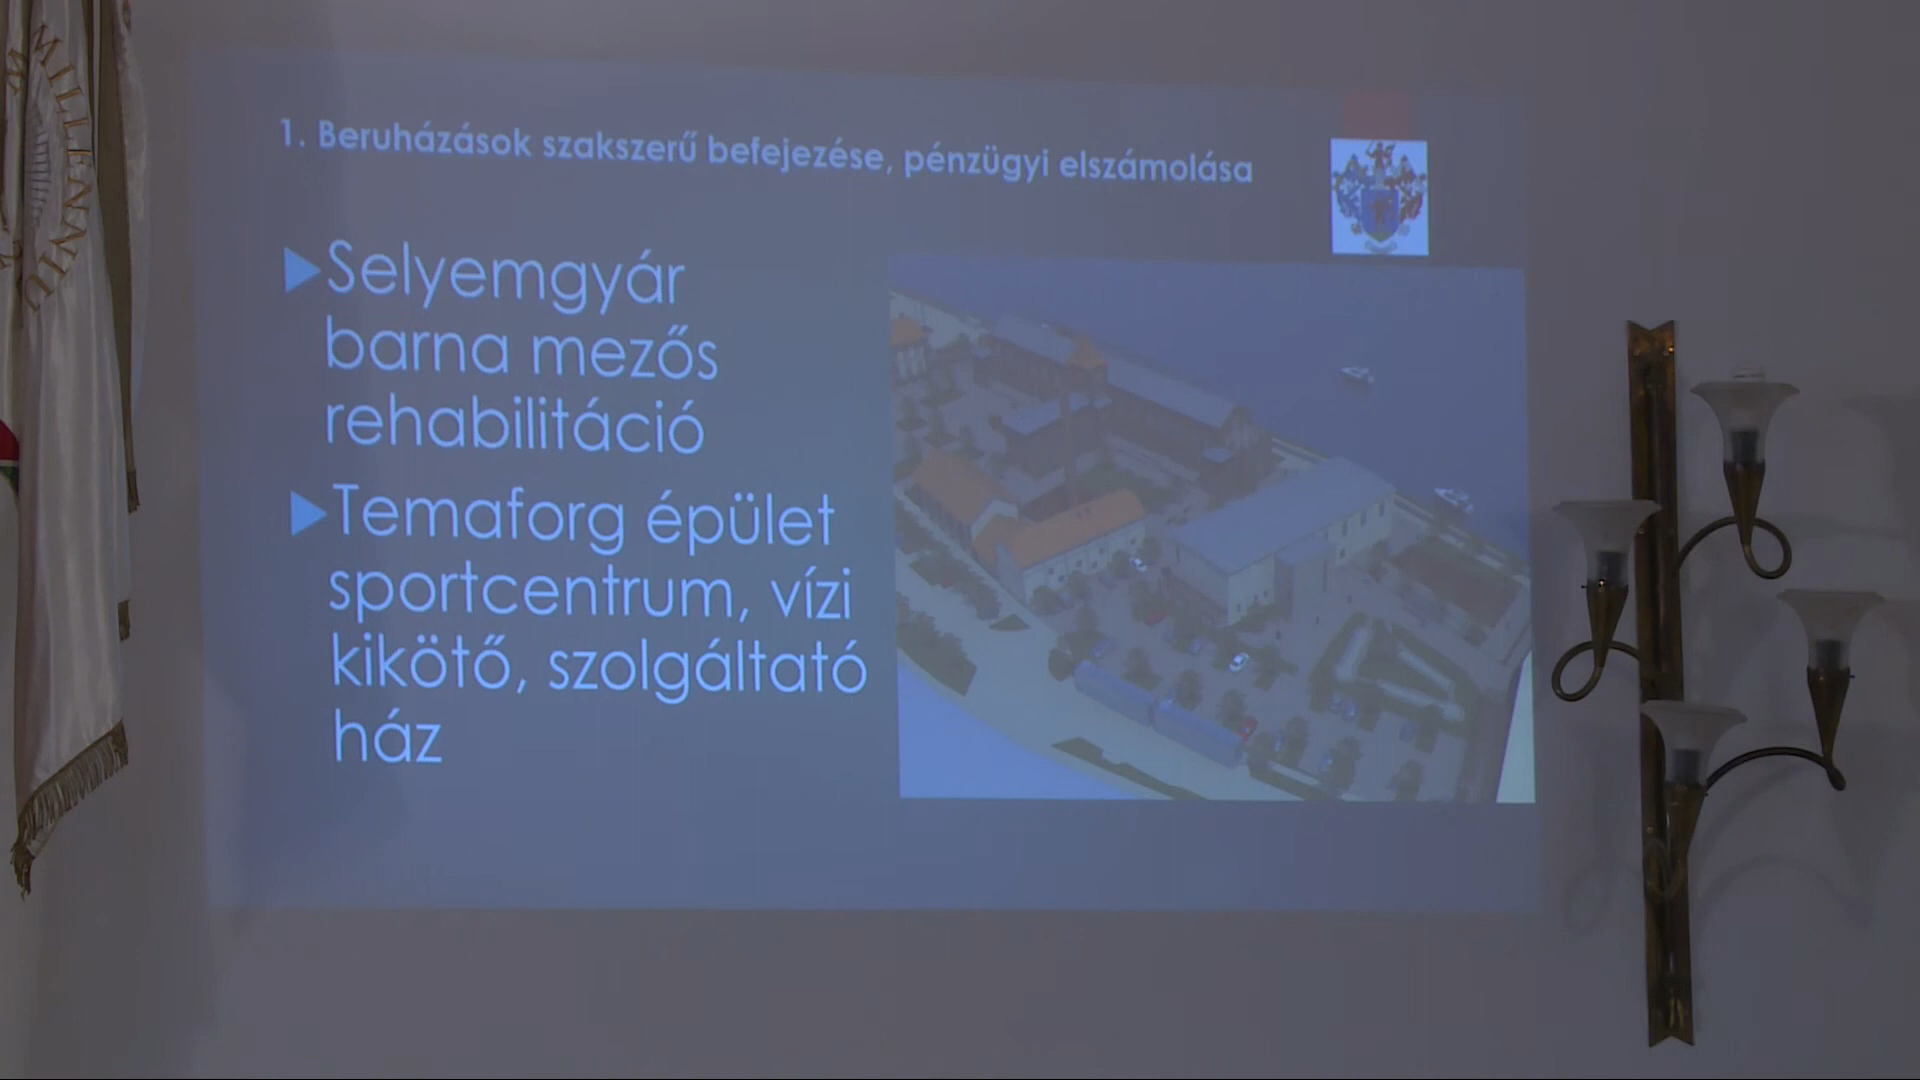 1. Beruházások szakszerű befejezése, pénzügyi elszámolása
Selyemgyár
barna mezős
rehabilitáció
Temaforg épület
sportcentrum, vízi
kikötő, szolgáltató
ház